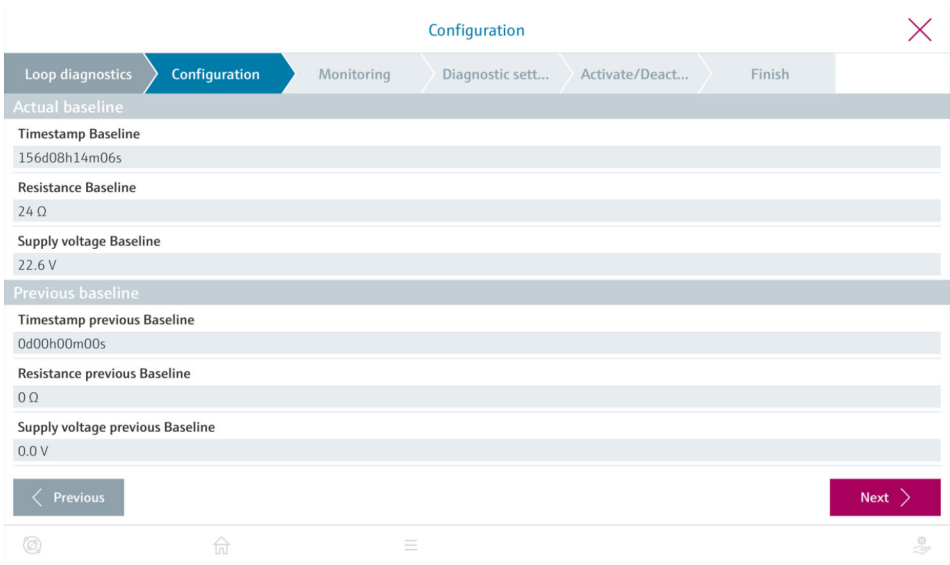 Configuration
Loop diagnostics
Configuration
Monitoring
Diagnostic sett...
Activate/Deact...
Finish
Actual baseline
Timestamp Baseline
156d08h14m06s
Resistance Baseline
24 Ω
Supply voltage Baseline
22.6 V
Previous baseline
Timestamp previous Baseline
0d00h00m00s
Resistance previous Baseline
0 Ω
Supply voltage previous Baseline
0.0 V
Previous
Next